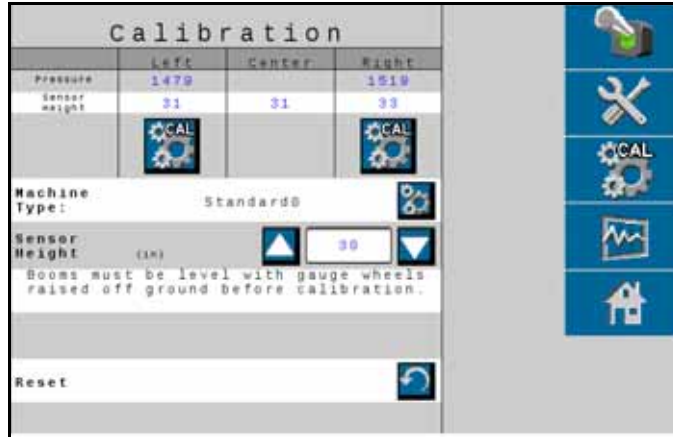 Calibration
Left Center Right
Pressure 1479 1519
Sensor Height 31 31 33
CAL CAL
Machine Type: Standard0
Sensor Height (in) 30
Booms must be level with gauge wheels
raised off ground before calibration.
Reset
CAL